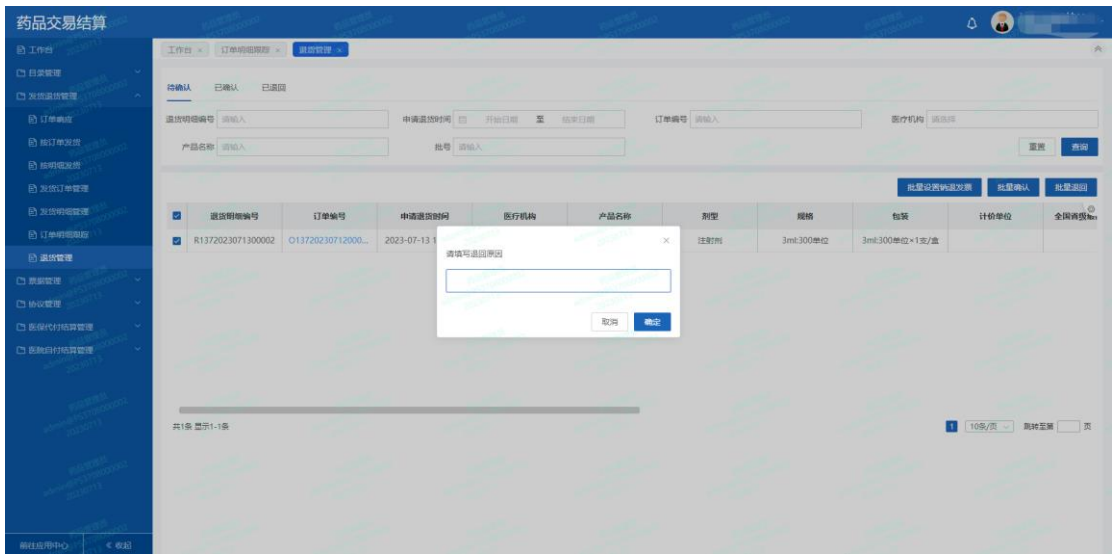 药品交易结算
工作台
目录管理
发货退货管理
订单响应
按订单发货
按明细发货
发货订单管理
发货明细管理
订单明细跟踪
退货管理
票据管理
协议管理
医保代付结算管理
医院自付结算管理
前往应用中心 « 收起
工作台 × 订单明细跟踪 × 退货管理 ×
待确认 已确认 已退回
退货明细编号 请输入 申请退货时间 开始日期 至 结束日期 订单编号 请输入 医疗机构 请选择
产品名称 请输入 批号 请输入 重置 查询
批量设置销退发票 批量确认 批量退回
退货明细编号 订单编号 申请退货时间 医疗机构 产品名称 剂型 规格 包装 计价单位 全国省级
R1372023071300002 O13720230712000... 2023-07-13 1 注射剂 3ml:300单位 3ml:300单位×1支/盒
请填写退回原因 ×
取消 确定
共1条 显示1-1条 1 10条/页 跳转至第 页